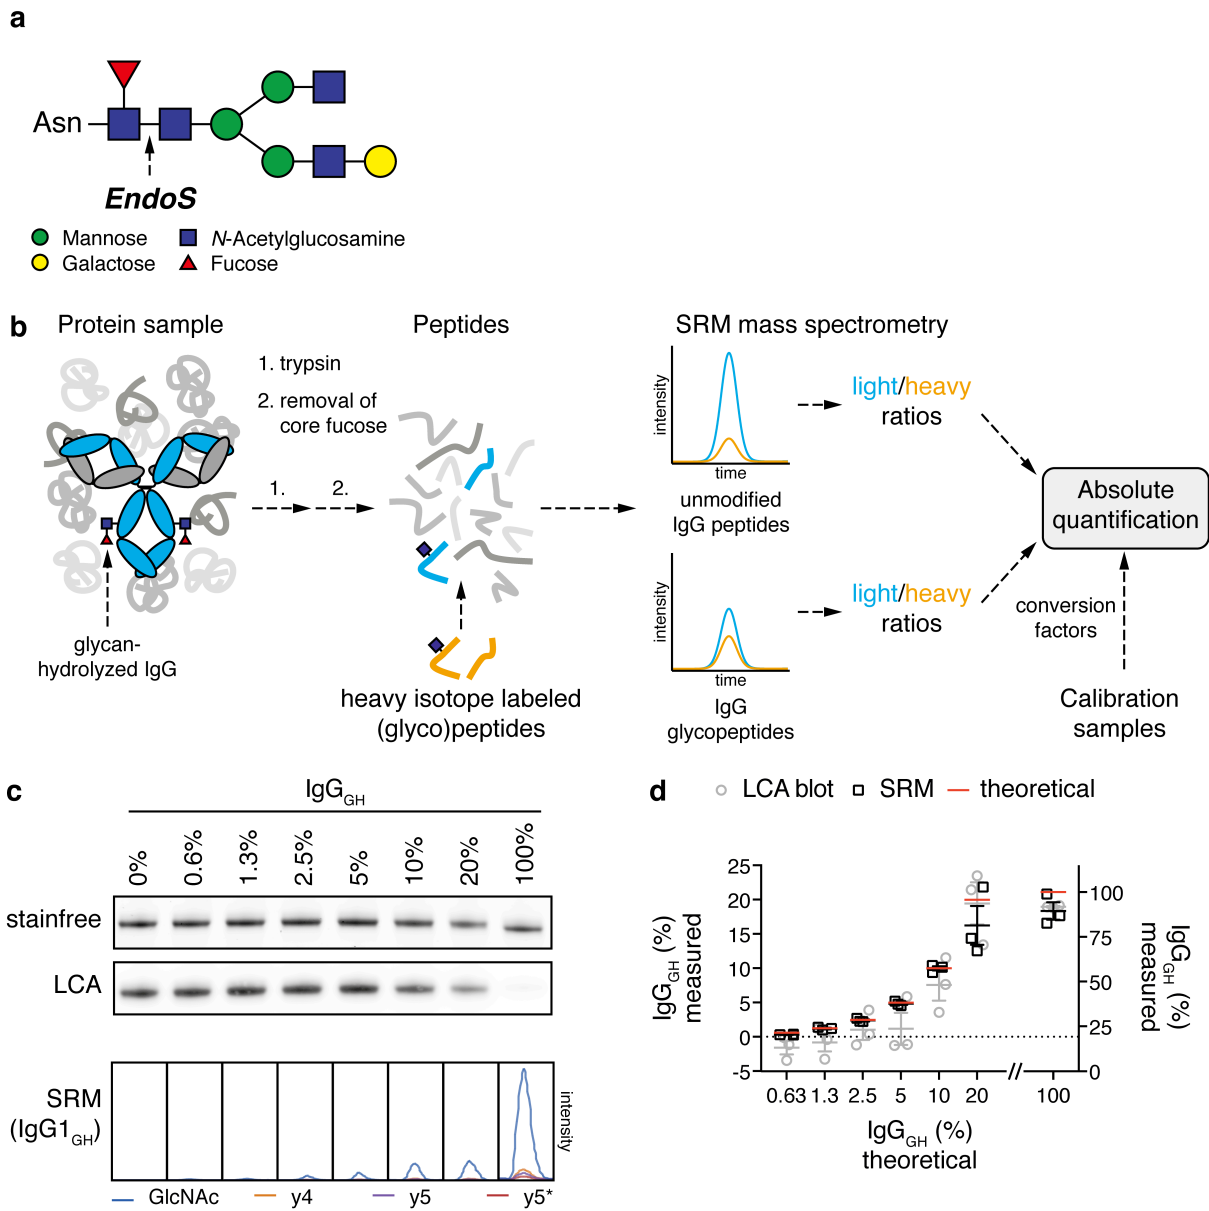 a
Asn
EndoS
Mannose
N-Acetylglucosamine
Galactose
Fucose
b
Protein sample
Peptides
SRM mass spectrometry
1. trypsin
2. removal of
core fucose
1.
2.
glycan-
hydrolyzed IgG
heavy isotope labeled
(glyco)peptides
intensity
time
unmodified
IgG peptides
light/heavy
ratios
intensity
time
IgG
glycopeptides
light/heavy
ratios
Absolute
quantification
conversion
factors
Calibration
samples
c
IgGGH
0%
0.6%
1.3%
2.5%
5%
10%
20%
100%
stainfree
LCA
SRM
(IgG1GH)
intensity
GlcNAc
y4
y5
y5*
d
LCA blot
SRM
theoretical
IgGGH (%)
measured
25
20
15
10
5
0
-5
100
75
50
25
0
IgGGH (%)
measured
0.63
1.3
2.5
5
10
20
//
100
IgGGH (%)
theoretical